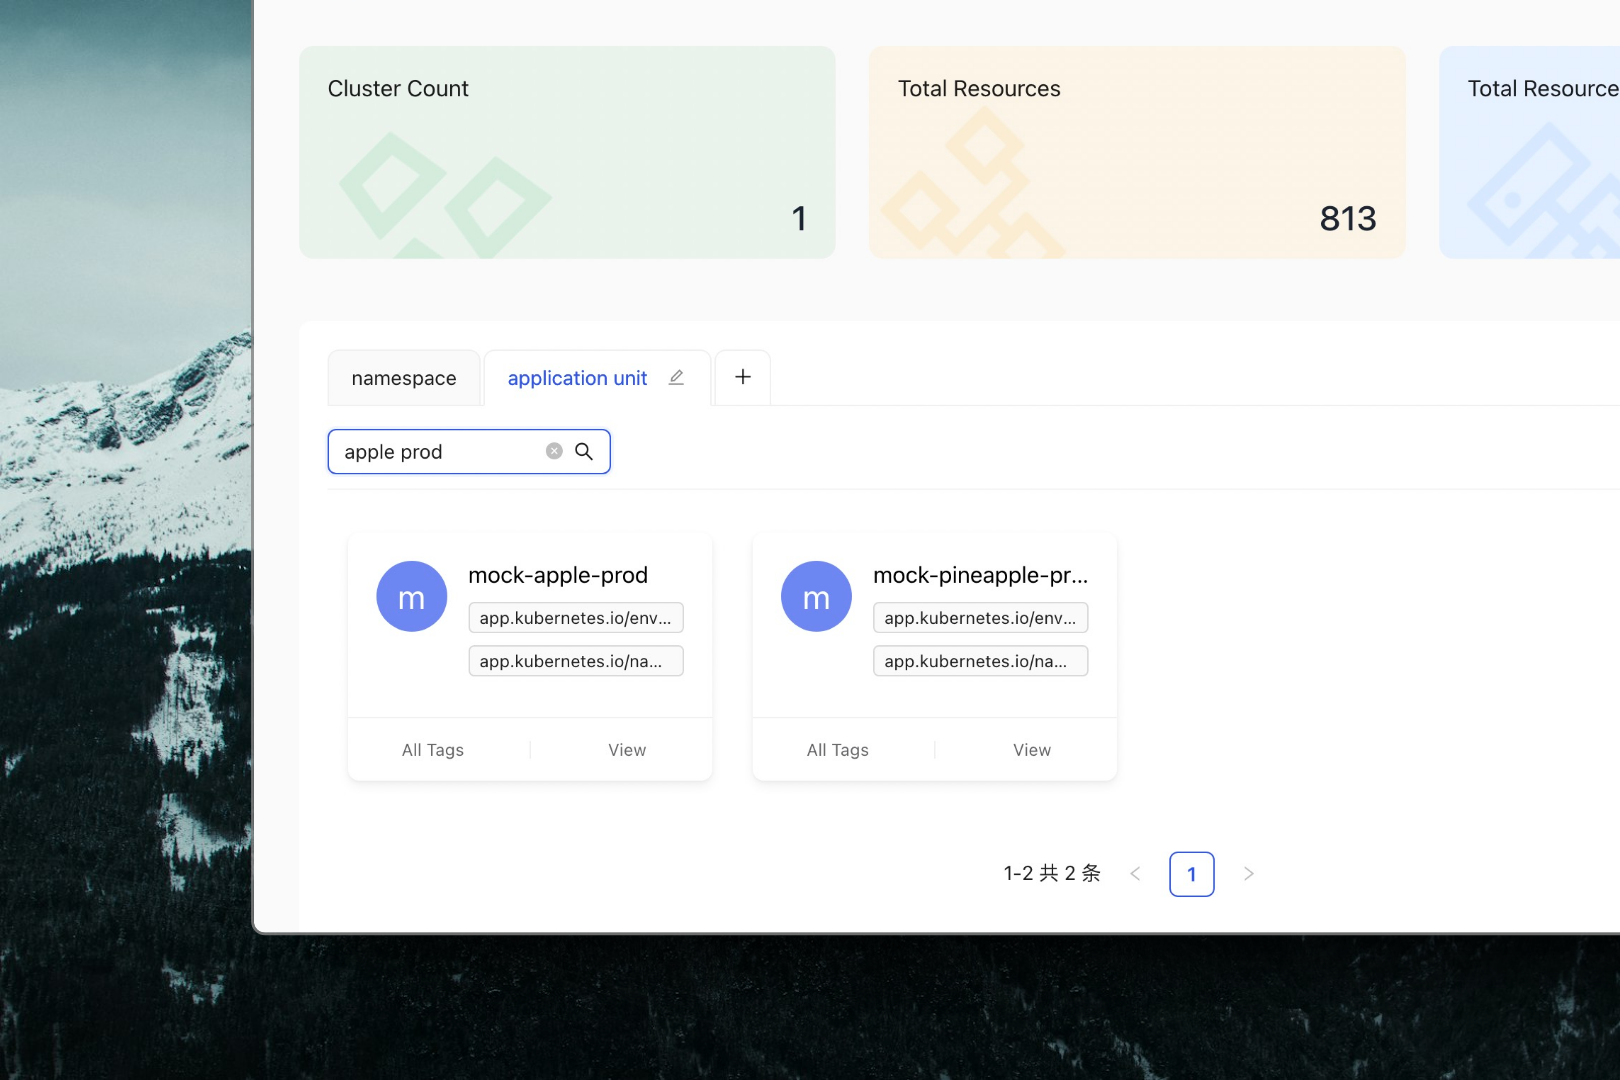 Cluster Count
1
Total Resources
813
Total Resource
namespace
application unit
+
apple prod
m
mock-apple-prod
app.kubernetes.io/env...
app.kubernetes.io/na...
All Tags
View
m
mock-pineapple-pr...
app.kubernetes.io/env...
app.kubernetes.io/na...
All Tags
View
1-2 共 2 条
1